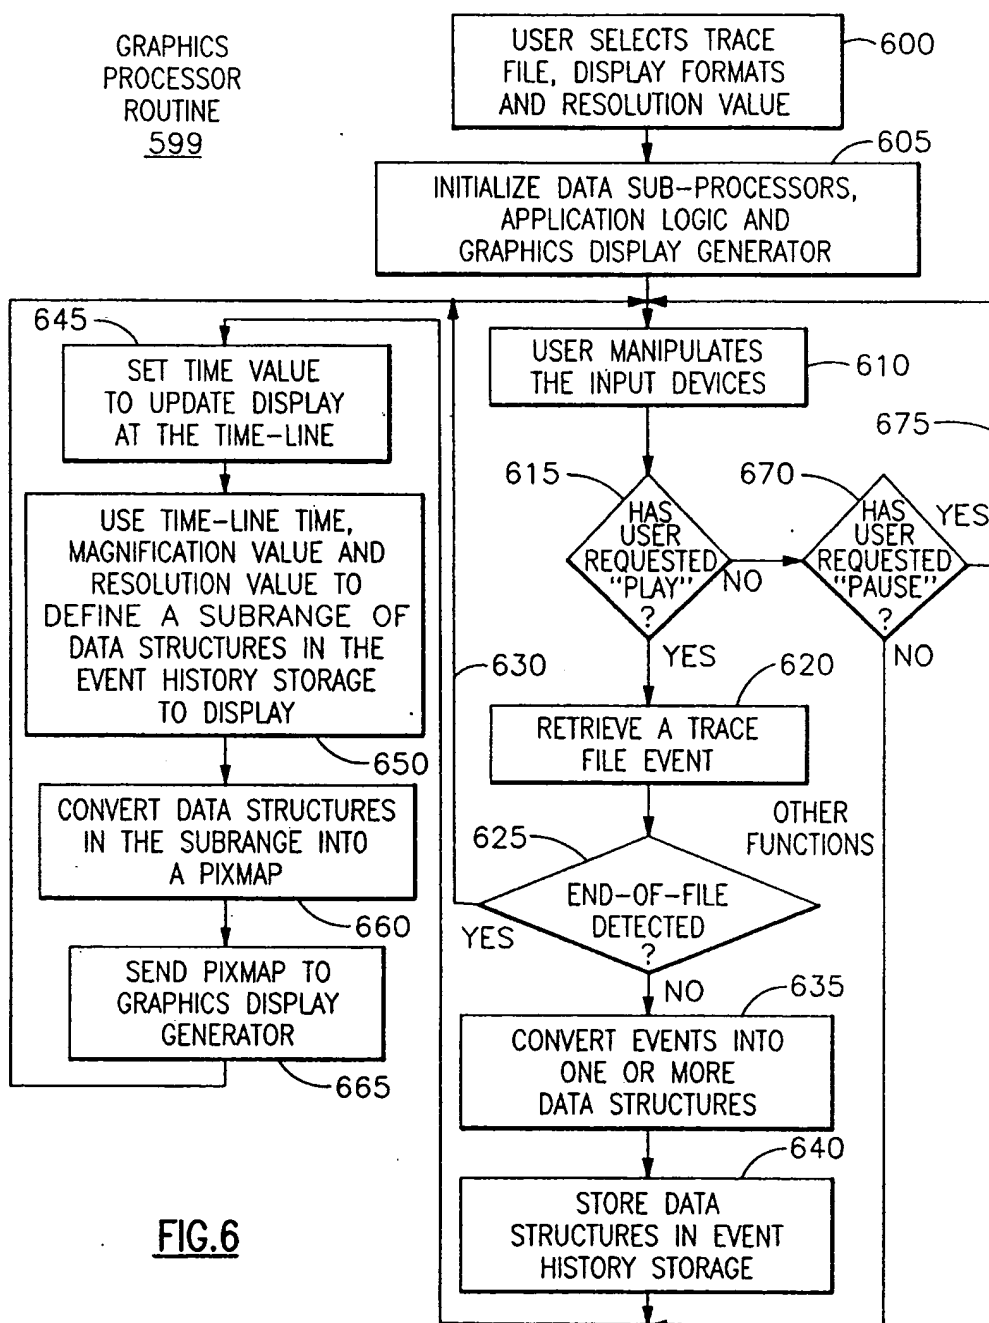 GRAPHICS
PROCESSOR
ROUTINE
599
USER SELECTS TRACE
FILE, DISPLAY FORMATS
AND RESOLUTION VALUE
600
605
INITIALIZE DATA SUB-PROCESSORS,
APPLICATION LOGIC AND
GRAPHICS DISPLAY GENERATOR
645
SET TIME VALUE
TO UPDATE DISPLAY
AT THE TIME-LINE
USER MANIPULATES
THE INPUT DEVICES
610
675
615
HAS
USER
REQUESTED
"PLAY"
?
NO
YES
670
HAS
USER
REQUESTED
"PAUSE"
?
YES
NO
USE TIME-LINE TIME,
MAGNIFICATION VALUE AND
RESOLUTION VALUE TO
DEFINE A SUBRANGE OF
DATA STRUCTURES IN THE
EVENT HISTORY STORAGE
TO DISPLAY
650
630
620
RETRIEVE A TRACE
FILE EVENT
CONVERT DATA STRUCTURES
IN THE SUBRANGE INTO
A PIXMAP
660
OTHER
FUNCTIONS
625
END-OF-FILE
DETECTED
?
YES
NO
SEND PIXMAP TO
GRAPHICS DISPLAY
GENERATOR
665
635
CONVERT EVENTS INTO
ONE OR MORE
DATA STRUCTURES
640
STORE DATA
STRUCTURES IN EVENT
HISTORY STORAGE
FIG.6